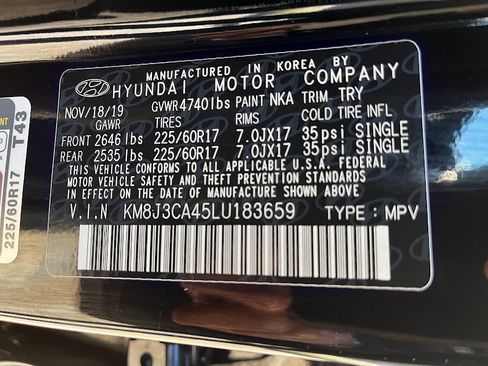 MANUFACTURED IN KOREA BY
HYUNDAI MOTOR COMPANY
NOV/18/19 GVWR4740lbs PAINT NKA TRIM TRY
GAWR TIRES RIMS COLD TIRE INFL
FRONT 2646 lbs 225/60R17 7.0JX17 35psi SINGLE
REAR 2535 lbs 225/60R17 7.0JX17 35psi SINGLE
THIS VEHICLE CONFORMS TO ALL APPLICABLE U.S.A. FEDERAL
MOTOR VEHICLE SAFETY, BUMPER, AND THEFT PREVENTION
STANDARDS IN EFFECT ON THE DATE OF MANUFACTURE SHOWN ABOVE.
V.I.N KM8J3CA45LU183659 TYPE : MPV
225/60R17
T43